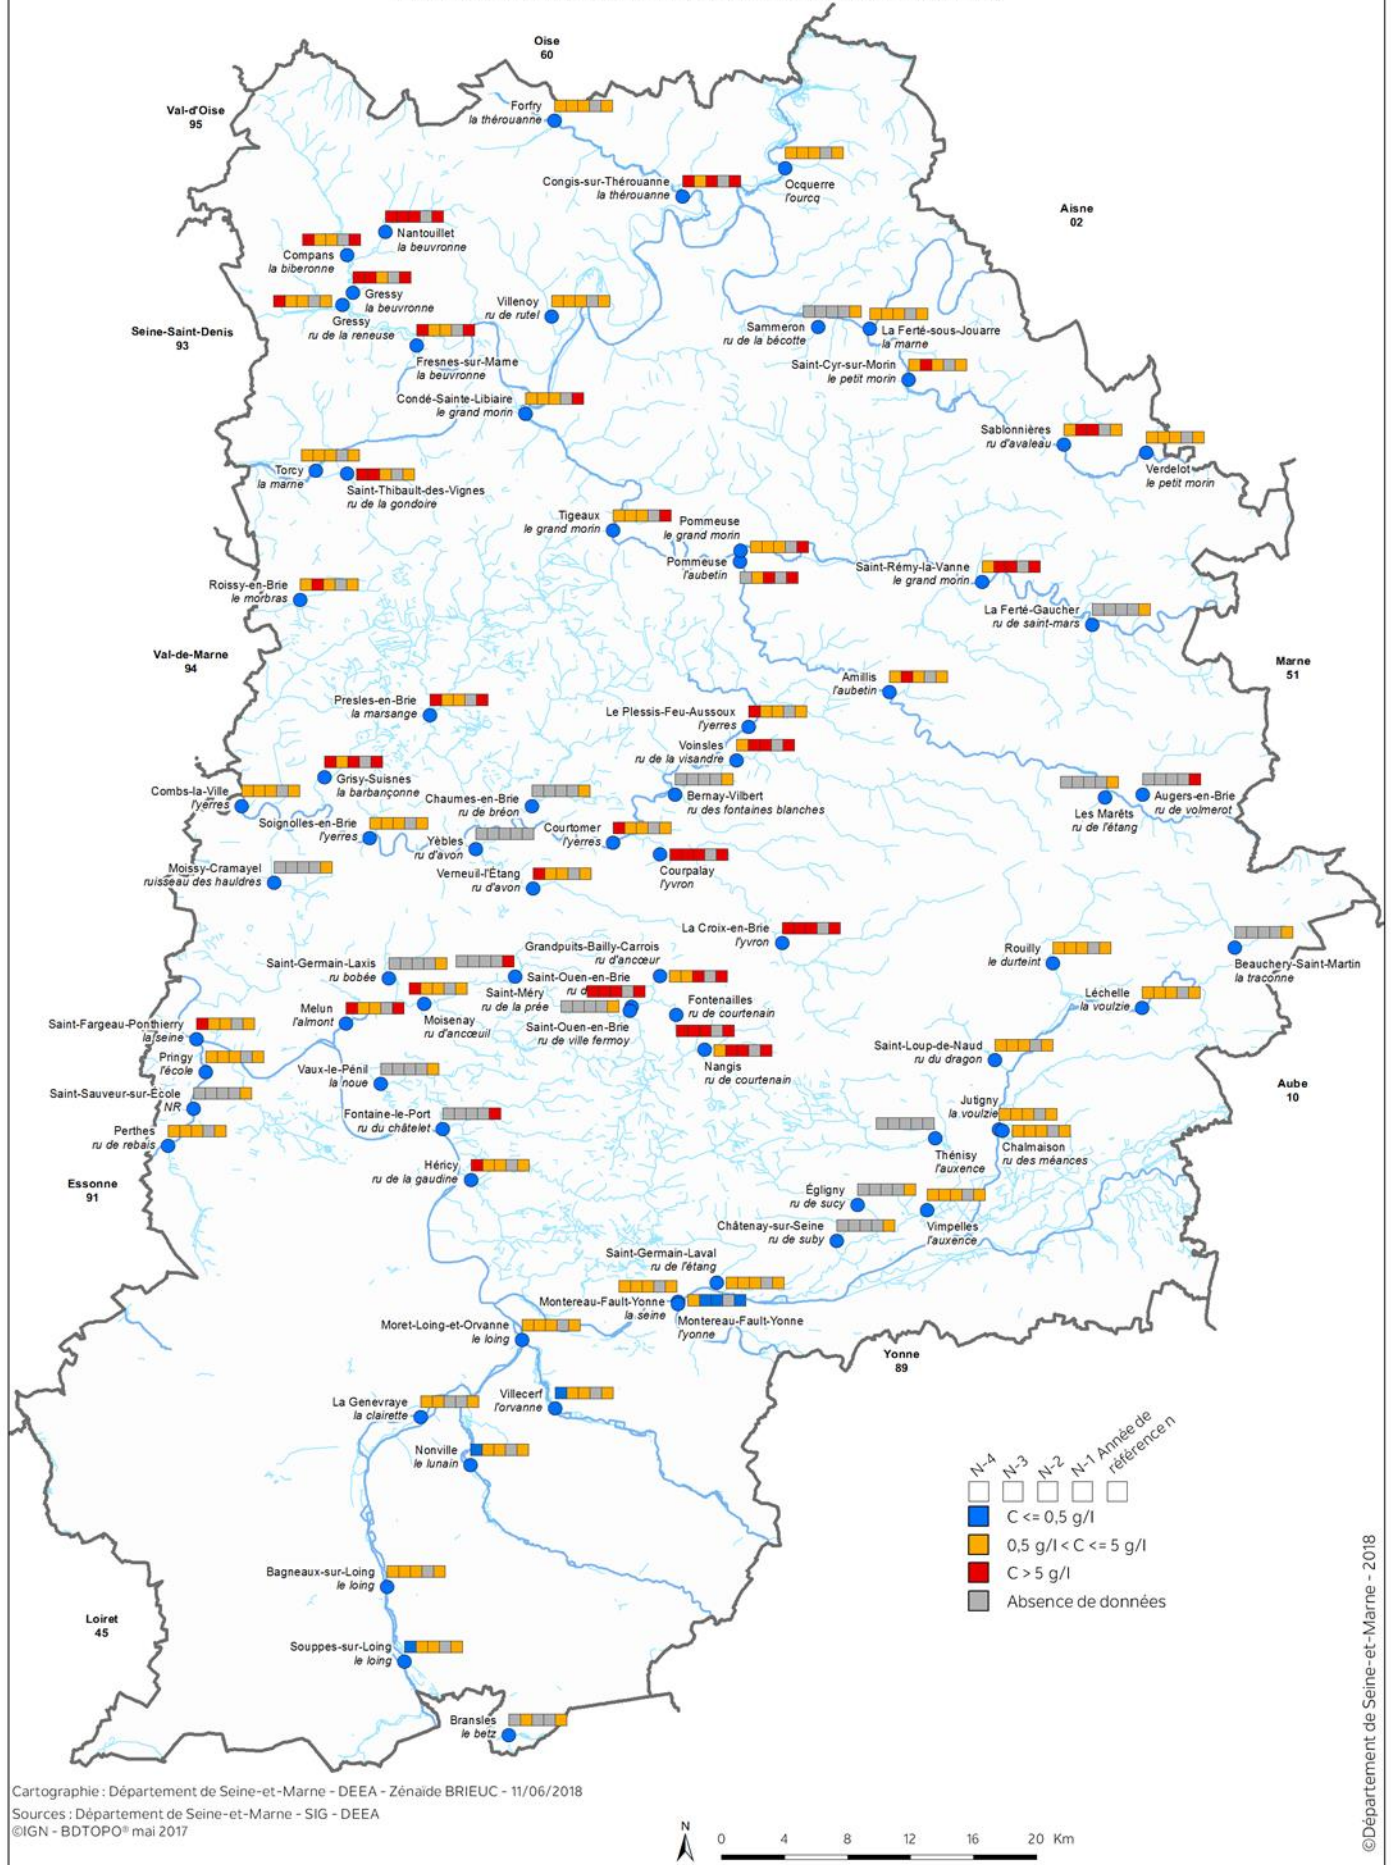 Oise
60
Val-d'Oise
95
Forfry
la thérouanne
Ocquerre
l'ourcq
Congis-sur-Thérouanne
la thérouanne
Aisne
02
Nantouillet
la beuvronne
Compans
la biberonne
Gressy
la beuvronne
Gressy
ru de la reneuse
Villenoy
ru de rutel
Seine-Saint-Denis
93
Sammeron
ru de la bécotte
La Ferté-sous-Jouarre
la marne
Fresnes-sur-Marne
la beuvronne
Saint-Cyr-sur-Morin
le petit morin
Condé-Sainte-Libiaire
le grand morin
Sablonnières
ru d'avaleau
Verdelot
le petit morin
Torcy
la marne
Saint-Thibault-des-Vignes
ru de la gondoire
Tigeaux
le grand morin
Pommeuse
le grand morin
Pommeuse
l'aubetin
Saint-Rémy-la-Vanne
le grand morin
Roissy-en-Brie
le morbras
La Ferté-Gaucher
ru de saint-mars
Val-de-Marne
94
Marne
51
Amillis
l'aubetin
Presles-en-Brie
la marsange
Le Plessis-Feu-Aussoux
l'yerres
Voinsles
ru de la visandre
Grisy-Suisnes
la barbançonne
Combs-la-Ville
l'yerres
Chaumes-en-Brie
ru de bréon
Bernay-Vilbert
ru des fontaines blanches
Les Marêts
ru de l'étang
Augers-en-Brie
ru de volmerot
Soignolles-en-Brie
l'yerres
Yèbles
ru d'avon
Courtomer
l'yerres
Moissy-Cramayel
ruisseau des hauldres
Verneuil-l'Étang
ru d'avon
Courpalay
l'yvron
La Croix-en-Brie
l'yvron
Grandpuits-Bailly-Carrois
ru d'ancœur
Rouilly
le durteint
Beauchery-Saint-Martin
la traconne
Saint-Germain-Laxis
ru bobée
Saint-Ouen-en-Brie
ru d
Saint-Méry
ru de la prée
Léchelle
la voulzie
Melun
l'almont
Moisenay
ru d'ancœuil
Fontenailles
ru de courtenain
Saint-Ouen-en-Brie
ru de ville fermoy
Saint-Fargeau-Ponthierry
la seine
Pringy
l'école
Saint-Loup-de-Naud
ru du dragon
Nangis
ru de courtenain
Vaux-le-Pénil
la noue
Saint-Sauveur-sur-École
NR
Aube
10
Fontaine-le-Port
ru du châtelet
Jutigny
la voulzie
Perthes
ru de rebais
Chalmaison
ru des méances
Thénisy
l'auxence
Essonne
91
Héricy
ru de la gaudine
Égligny
ru de sucy
Vimpelles
l'auxence
Châtenay-sur-Seine
ru de suby
Saint-Germain-Laval
ru de l'étang
Montereau-Fault-Yonne
la seine
Montereau-Fault-Yonne
l'yonne
Moret-Loing-et-Orvanne
le loing
Yonne
89
La Genevraye
la clairette
Villecerf
l'orvanne
Nonville
le lunain
N-4 N-3 N-2 N-1 Année de
référence n
C <= 0,5 g/l
0,5 g/l < C <= 5 g/l
C > 5 g/l
Absence de données
Bagneaux-sur-Loing
le loing
Loiret
45
Souppes-sur-Loing
le loing
Bransles
le betz
Cartographie : Département de Seine-et-Marne - DEEA - Zénaïde BRIEUC - 11/06/2018
Sources : Département de Seine-et-Marne - SIG - DEEA
©IGN - BDTOPO® mai 2017
N
0 4 8 12 16 20 Km
©Département de Seine-et-Marne - 2018